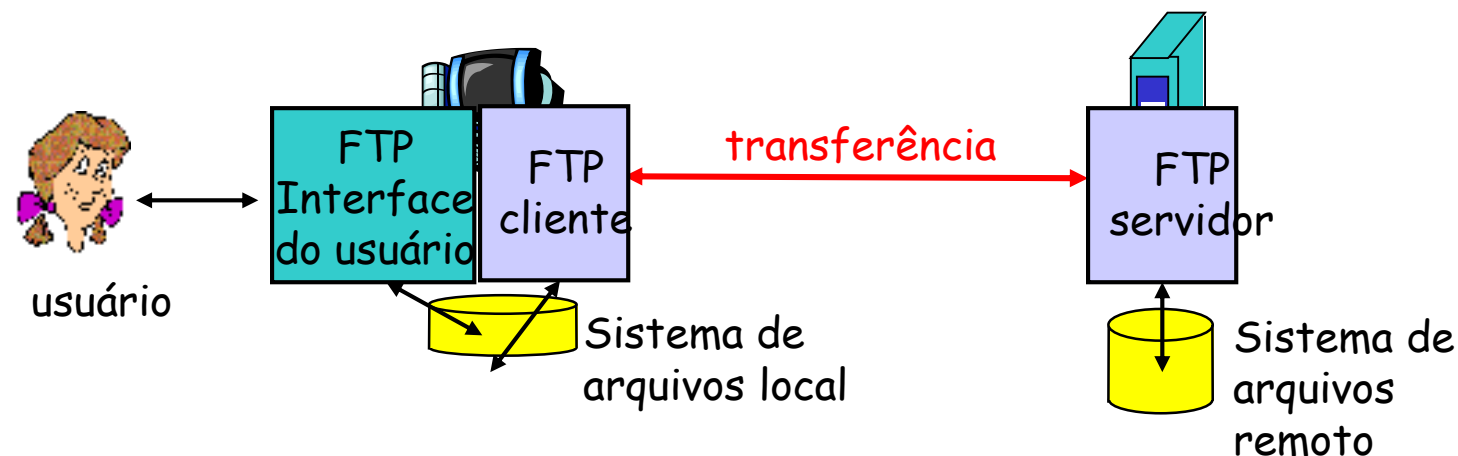 FTP
Interface
do usuário
FTP
cliente
transferência
FTP
servidor
usuário
Sistema de
arquivos local
Sistema de
arquivos
remoto